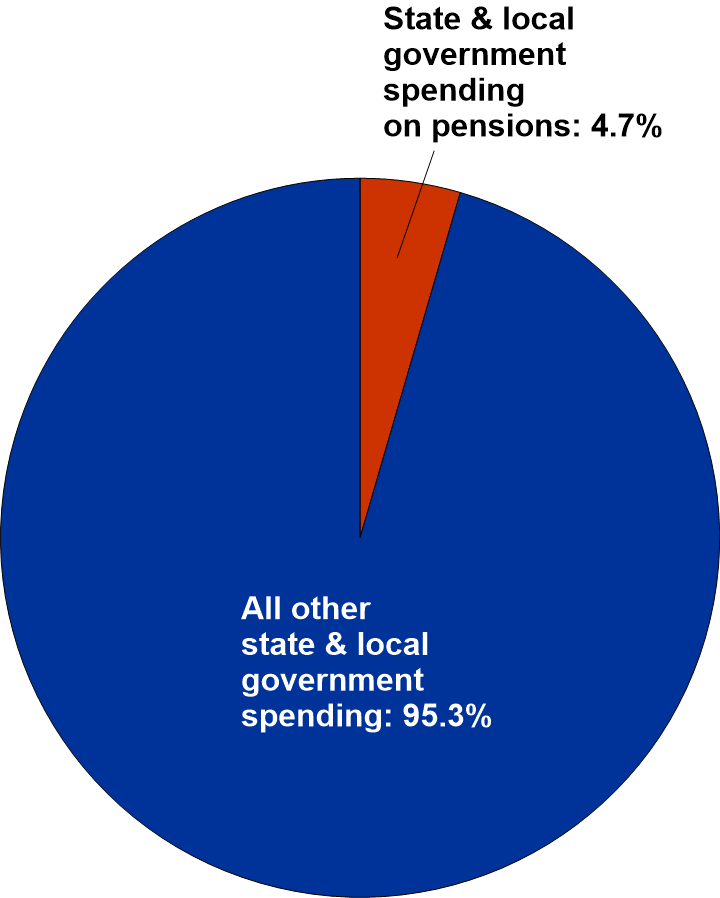 State & local
government
spending
on pensions: 4.7%
All other
state & local
government
spending: 95.3%